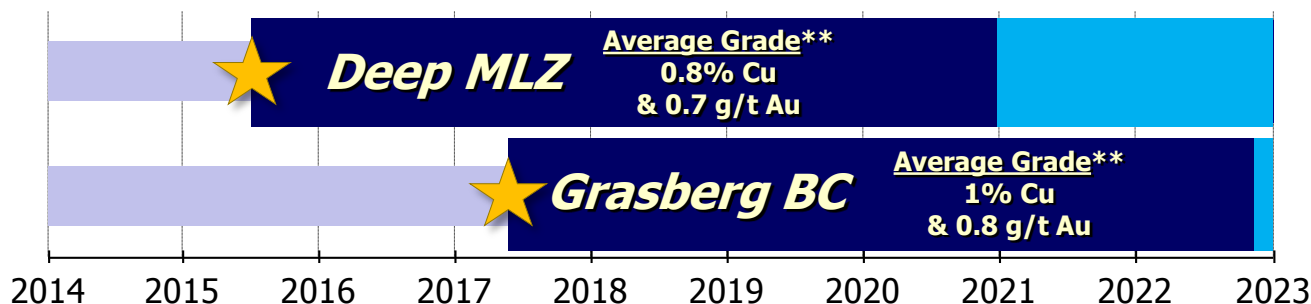 Deep MLZ
Average Grade**
0.8% Cu
& 0.7 g/t Au
Grasberg BC
Average Grade**
1% Cu
& 0.8 g/t Au
2014 2015 2016 2017 2018 2019 2020 2021 2022 2023